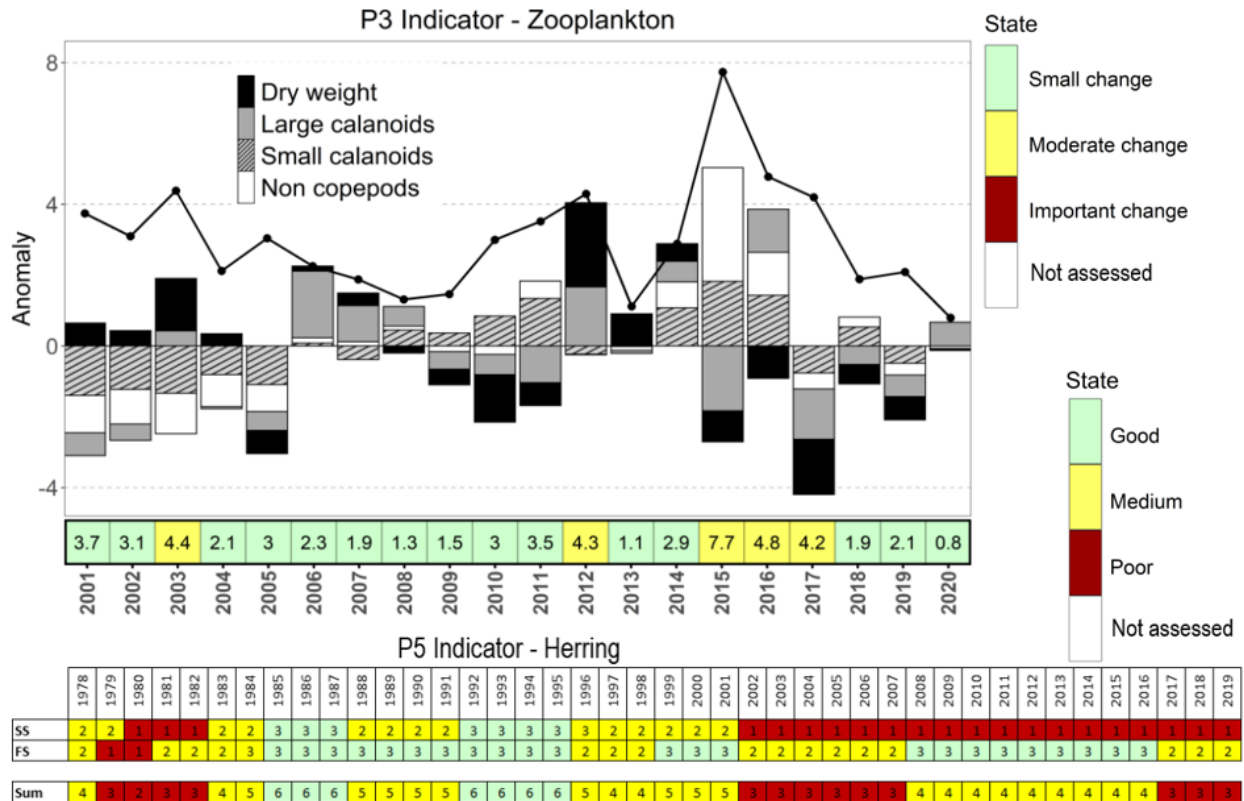 P3 Indicator - Zooplankton
State
Small change
Moderate change
Important change
Not assessed
Dry weight
Large calanoids
Small calanoids
Non copepods
Anomaly
8
4
0
-4
3.7 3.1 4.4 2.1 3 2.3 1.9 1.3 1.5 3 3.5 4.3 1.1 2.9 7.7 4.8 4.2 1.9 2.1 0.8
2001 2002 2003 2004 2005 2006 2007 2008 2009 2010 2011 2012 2013 2014 2015 2016 2017 2018 2019 2020
State
Good
Medium
Poor
Not assessed
P5 Indicator - Herring
1978 1979 1980 1981 1982 1983 1984 1985 1986 1987 1988 1989 1990 1991 1992 1993 1994 1995 1996 1997 1998 1999 2000 2001 2002 2003 2004 2005 2006 2007 2008 2009 2010 2011 2012 2013 2014 2015 2016 2017 2018 2019
SS 2 2 1 1 1 2 2 3 3 3 2 2 2 2 3 3 3 3 3 2 2 2 2 2 1 1 1 1 1 1 1 1 1 1 1 1 1 1 1 1 1 1
FS 2 1 1 2 2 2 3 3 3 3 3 3 3 3 3 3 3 3 2 2 2 3 3 3 2 2 2 2 2 2 3 3 3 3 3 3 3 3 3 2 2 2
Sum 4 3 2 3 3 4 5 6 6 6 5 5 5 5 6 6 6 6 5 4 4 5 5 5 3 3 3 3 3 3 4 4 4 4 4 4 4 4 4 3 3 3